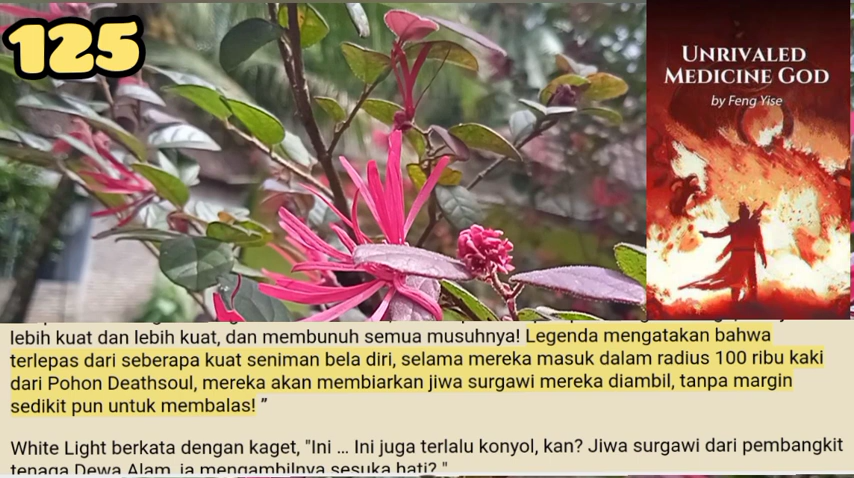 125
UNRIVALED
MEDICINE GOD
by Feng Yise
lebih kuat dan lebih kuat, dan membunuh semua musuhnya! Legenda mengatakan bahwa
terlepas dari seberapa kuat seniman bela diri, selama mereka masuk dalam radius 100 ribu kaki
dari Pohon Deathsoul, mereka akan membiarkan jiwa surgawi mereka diambil, tanpa margin
sedikit pun untuk membalas! ”
White Light berkata dengan kaget, "Ini … Ini juga terlalu konyol, kan? Jiwa surgawi dari pembangkit
tenaga Dewa Alam, ia mengambilnya sesuka hati? "